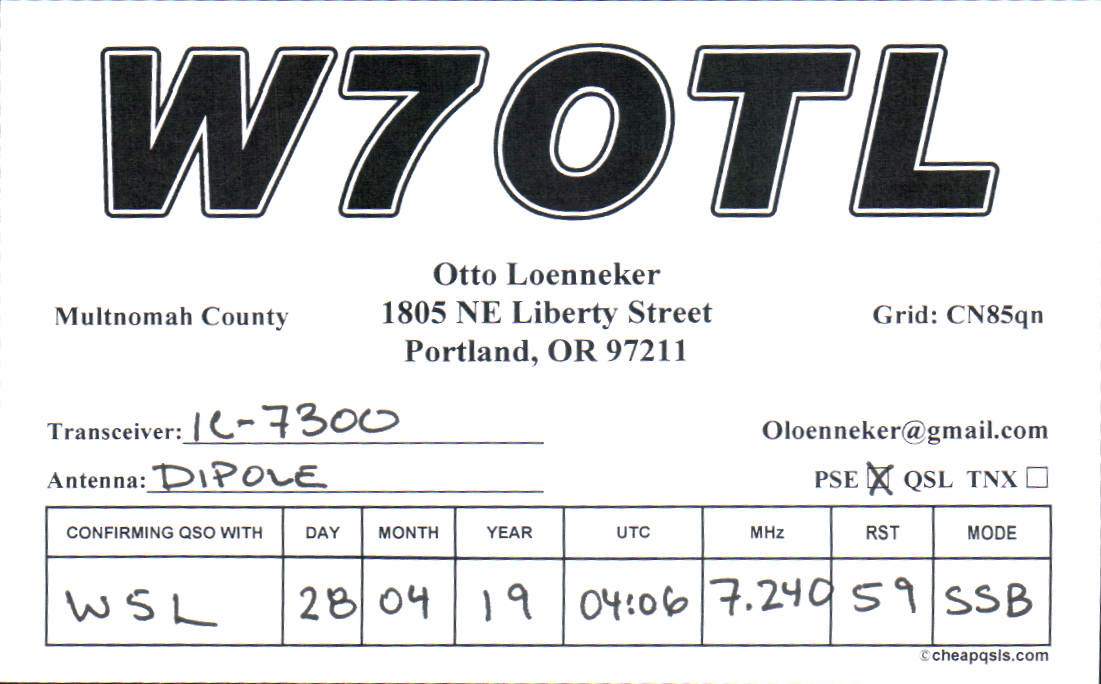 W7OTL
Otto Loenneker
Multnomah County 1805 NE Liberty Street Grid: CN85qn
Portland, OR 97211
Transceiver: IC-7300 Oloenneker@gmail.com
Antenna: DIPOLE PSE ☒ QSL TNX ☐
CONFIRMING QSO WITH DAY MONTH YEAR UTC MHz RST MODE
WSL 28 04 19 04:06 7.240 59 SSB
©cheapqsls.com